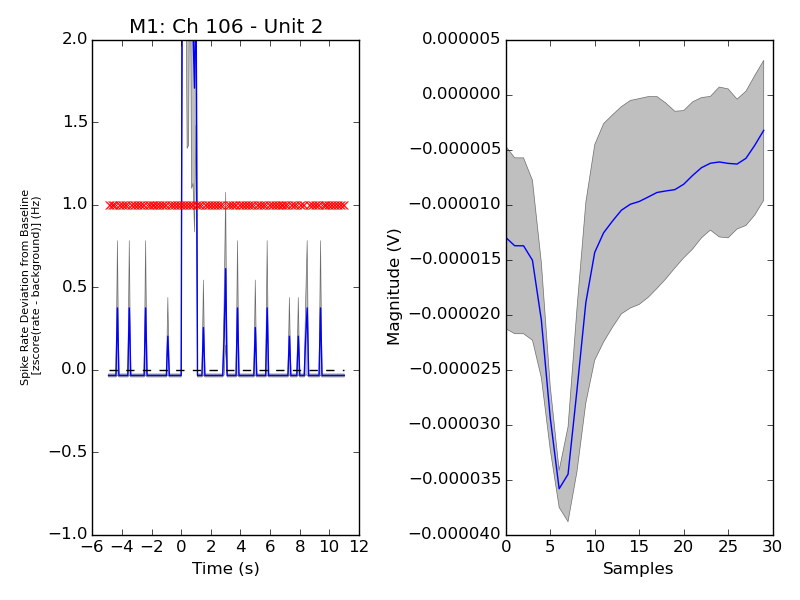 M1: Ch 106 - Unit 2
2.0
1.5
1.0
0.5
0.0
−0.5
−1.0
−6 −4 −2 0 2 4 6 8 10 12
Time (s)
Spike Rate Deviation from Baseline
[zscore(rate - background)] (Hz)
0.000005
0.000000
−0.000005
−0.000010
−0.000015
−0.000020
−0.000025
−0.000030
−0.000035
−0.000040
0 5 10 15 20 25 30
Samples
Magnitude (V)